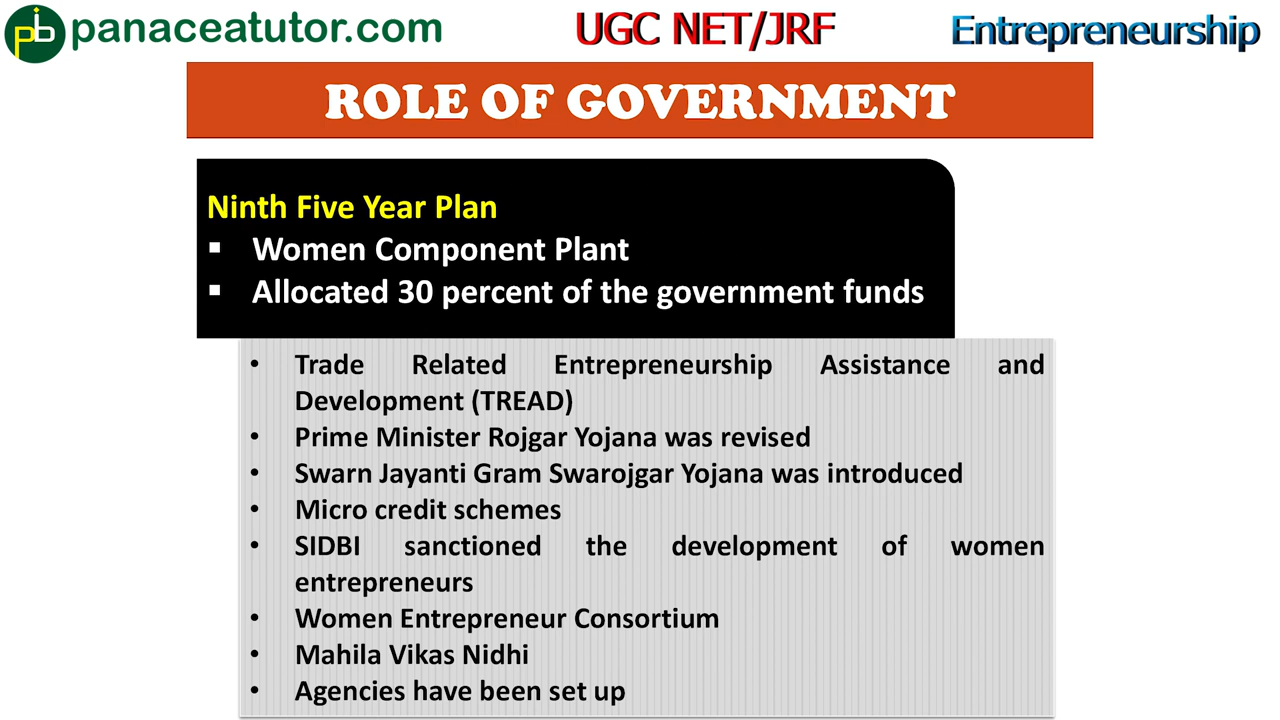 pib panaceatutor.com UGC NET/JRF Entrepreneurship
ROLE OF GOVERNMENT
Ninth Five Year Plan
▪ Women Component Plant
▪ Allocated 30 percent of the government funds
• Trade Related Entrepreneurship Assistance and
Development (TREAD)
• Prime Minister Rojgar Yojana was revised
• Swarn Jayanti Gram Swarojgar Yojana was introduced
• Micro credit schemes
• SIDBI sanctioned the development of women
entrepreneurs
• Women Entrepreneur Consortium
• Mahila Vikas Nidhi
• Agencies have been set up